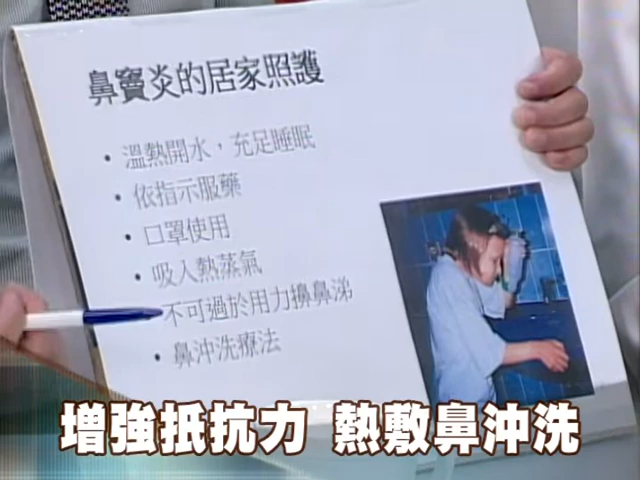 鼻竇炎的居家照護
• 溫熱開水，充足睡眠
• 依指示服藥
• 口罩使用
• 吸入熱蒸氣
不可過於用力擤鼻涕
• 鼻沖洗療法
增強抵抗力 熱敷鼻沖洗